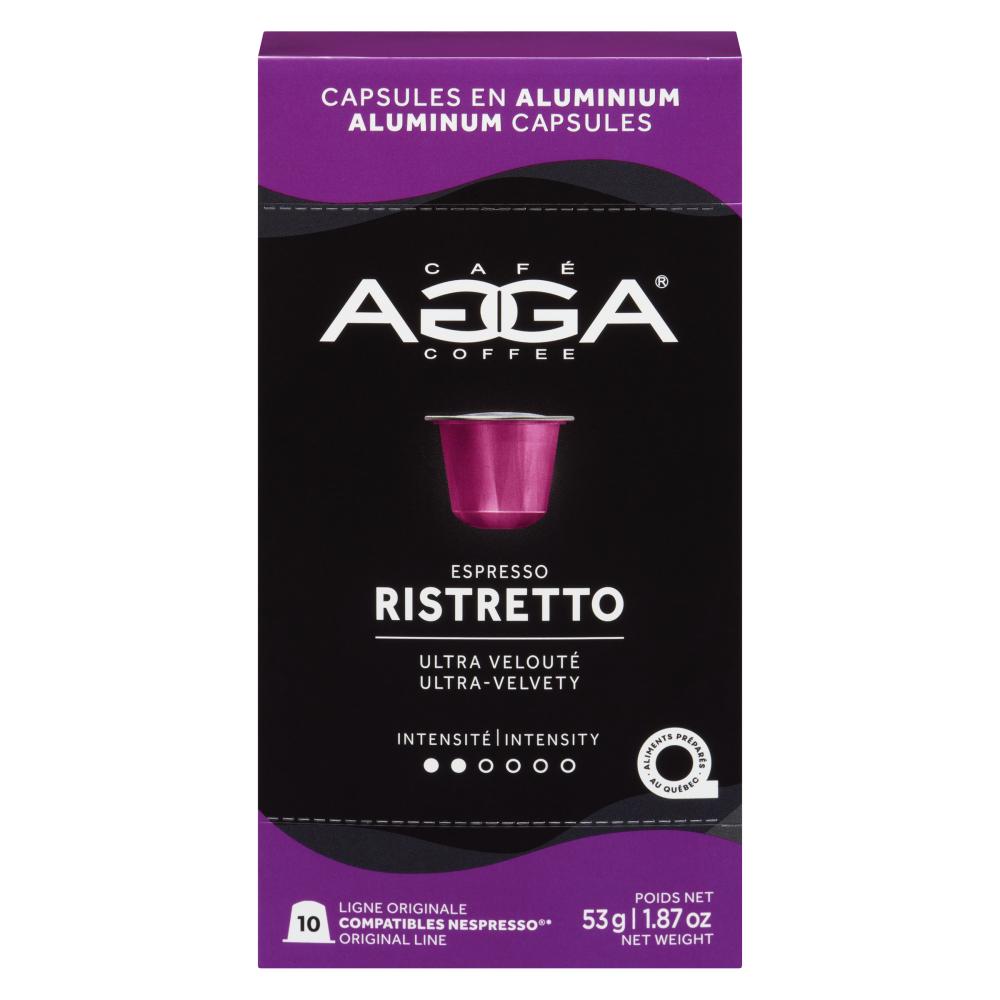 CAPSULES EN ALUMINIUM
ALUMINUM CAPSULES
CAFÉ
AGGA®
COFFEE
ESPRESSO
RISTRETTO
ULTRA VELOUTÉ
ULTRA-VELVETY
INTENSITÉ | INTENSITY
ALIMENTS PRÉPARÉS
AU QUÉBEC
10
LIGNE ORIGINALE
COMPATIBLES NESPRESSO®*
ORIGINAL LINE
POIDS NET
53 g | 1.87 oz
NET WEIGHT